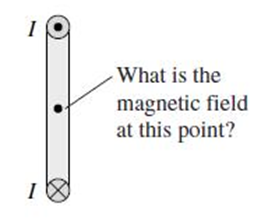 I
What is the
magnetic field
at this point?
I